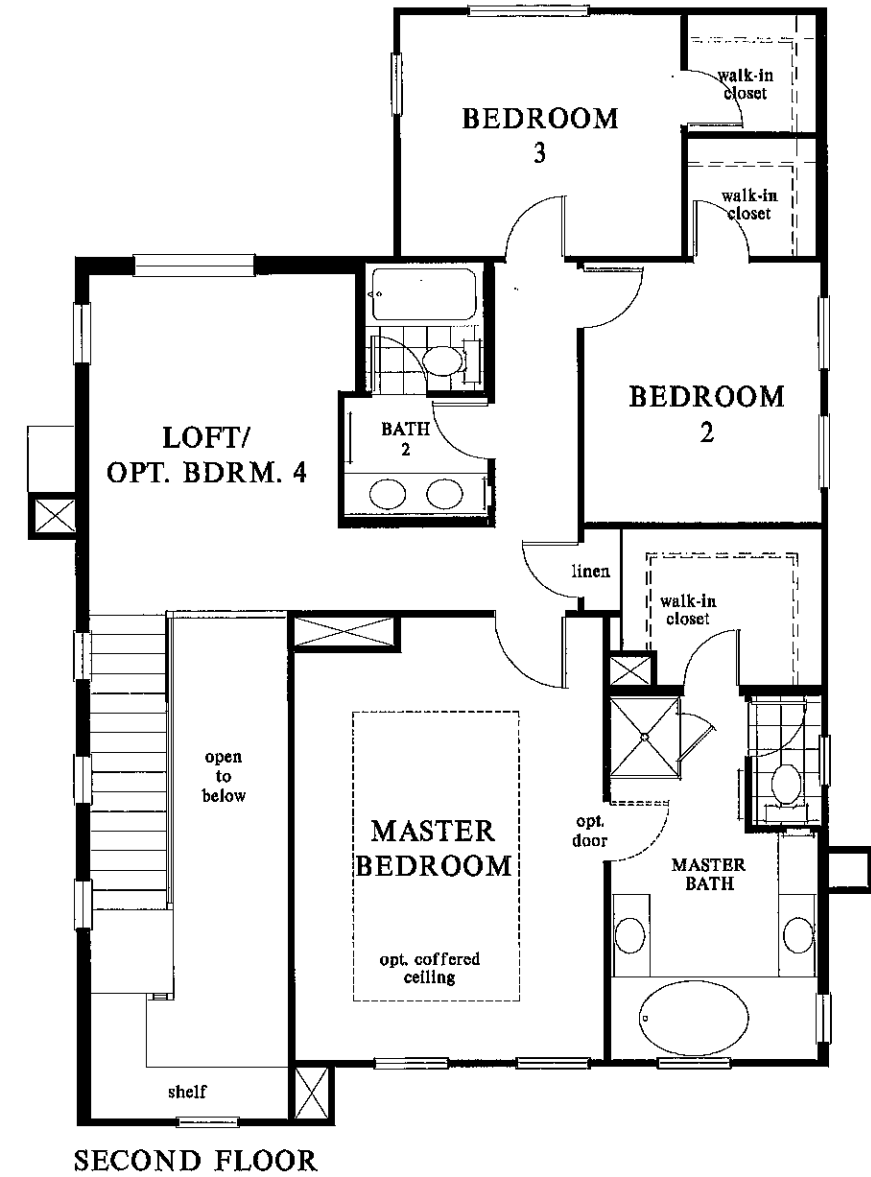 walk-in
closet
BEDROOM
3
walk-in
closet
BEDROOM
2
BATH
2
LOFT/
OPT. BDRM. 4
linen
walk-in
closet
open
to
below
MASTER
BEDROOM
opt.
door
MASTER
BATH
opt. coffered
ceiling
shelf
SECOND FLOOR